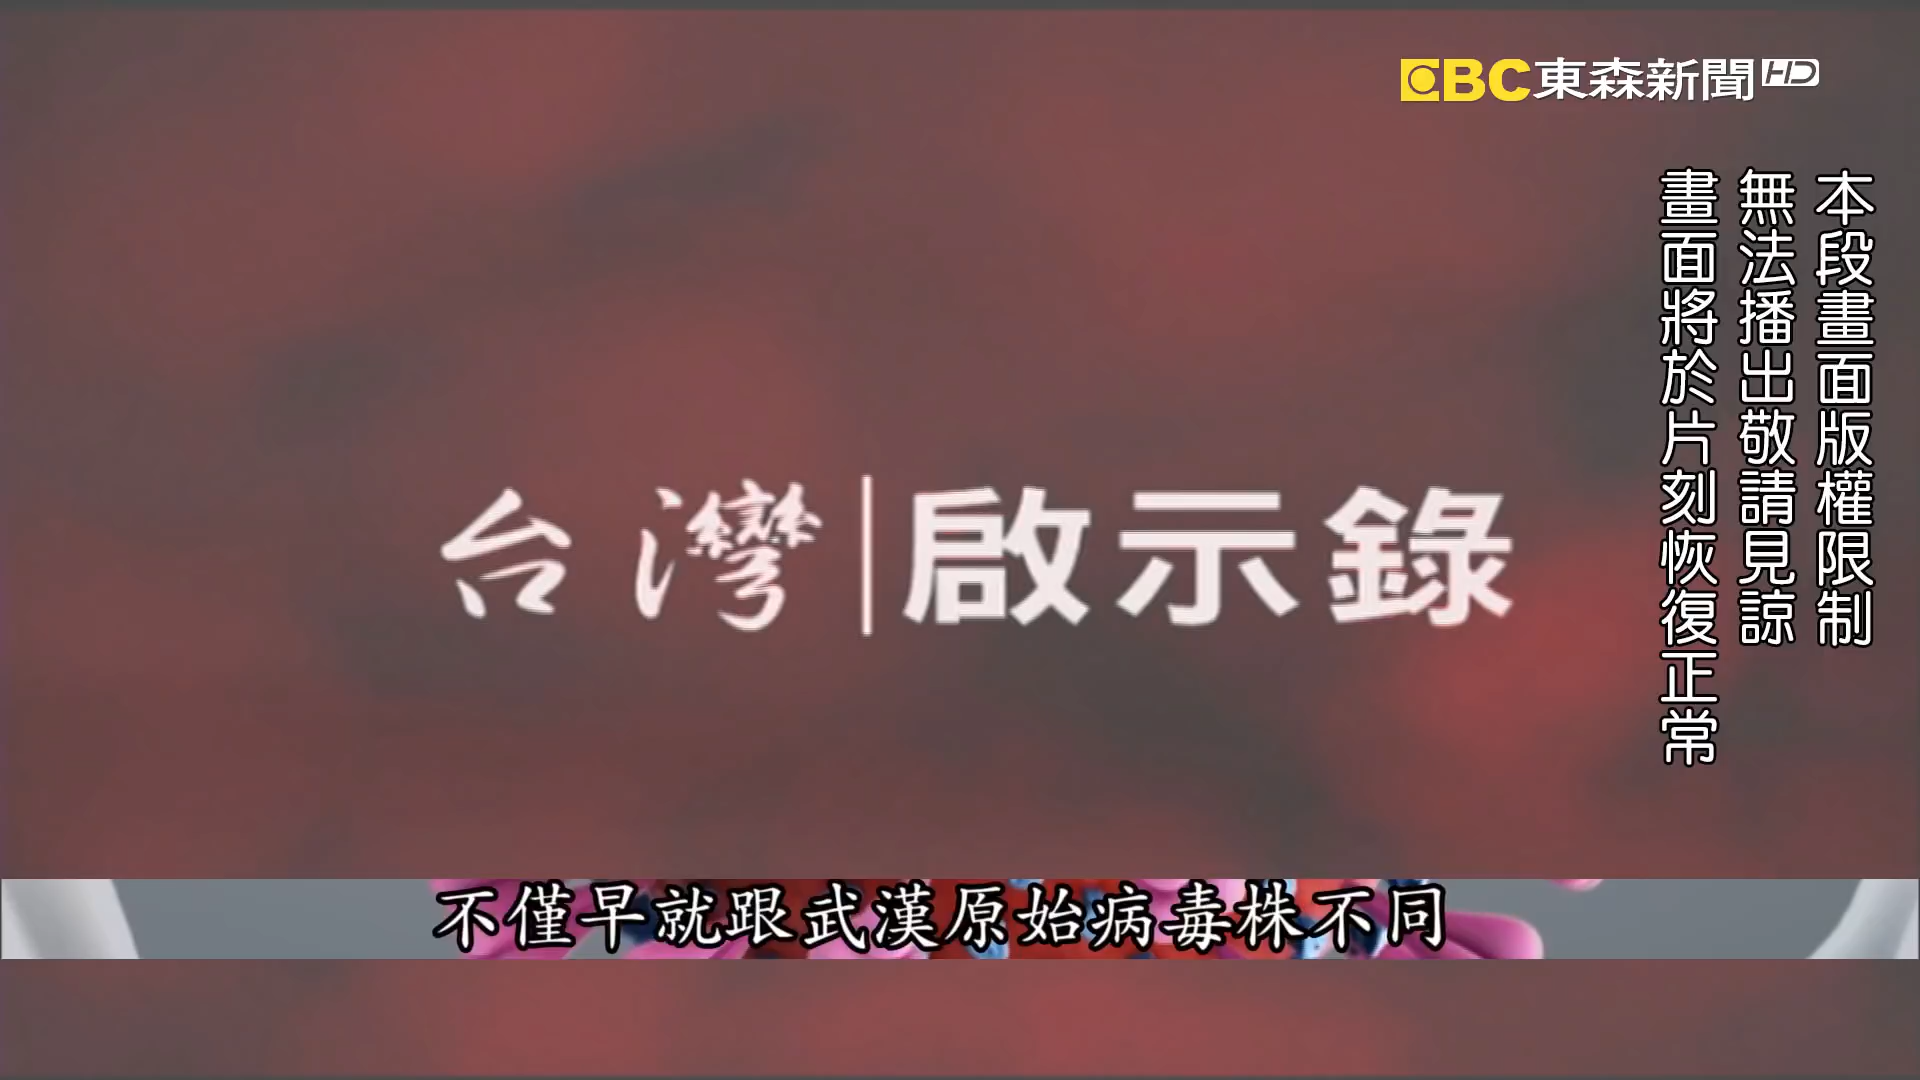 EBC東森新聞HD
本段畫面版權限制
無法播出敬請見諒
畫面將於片刻恢復正常
台灣|啟示錄
不僅早就跟武漢原始病毒株不同